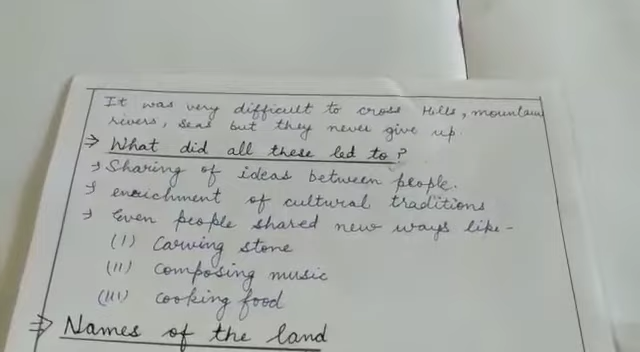 It was very difficult to cross Hills, mountain
rivers, seas but they never give up.
⇒ What did all these led to?
→ Sharing of ideas between people.
→ enrichment of cultural traditions
→ Even people shared new ways like -
(I) Carving stone
(II) Composing music
(III) Cooking food
⇒ Names of the land